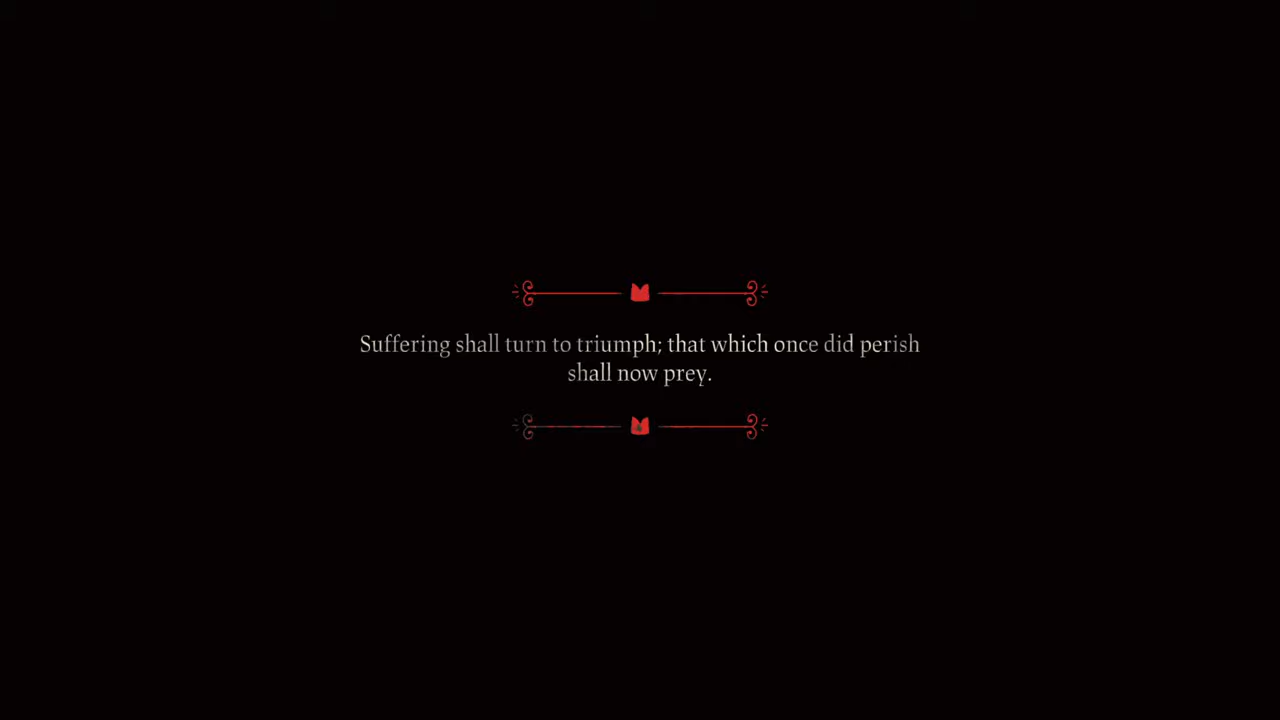 Suffering shall turn to triumph; that which once did perish
shall now prey.